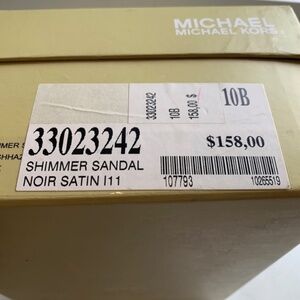 MICHAEL
MICHAEL KORS
33023242
10B
158,00 $
10B
33023242
$158,00
SHIMMER SANDAL
NOIR SATIN I11
107793
10265519